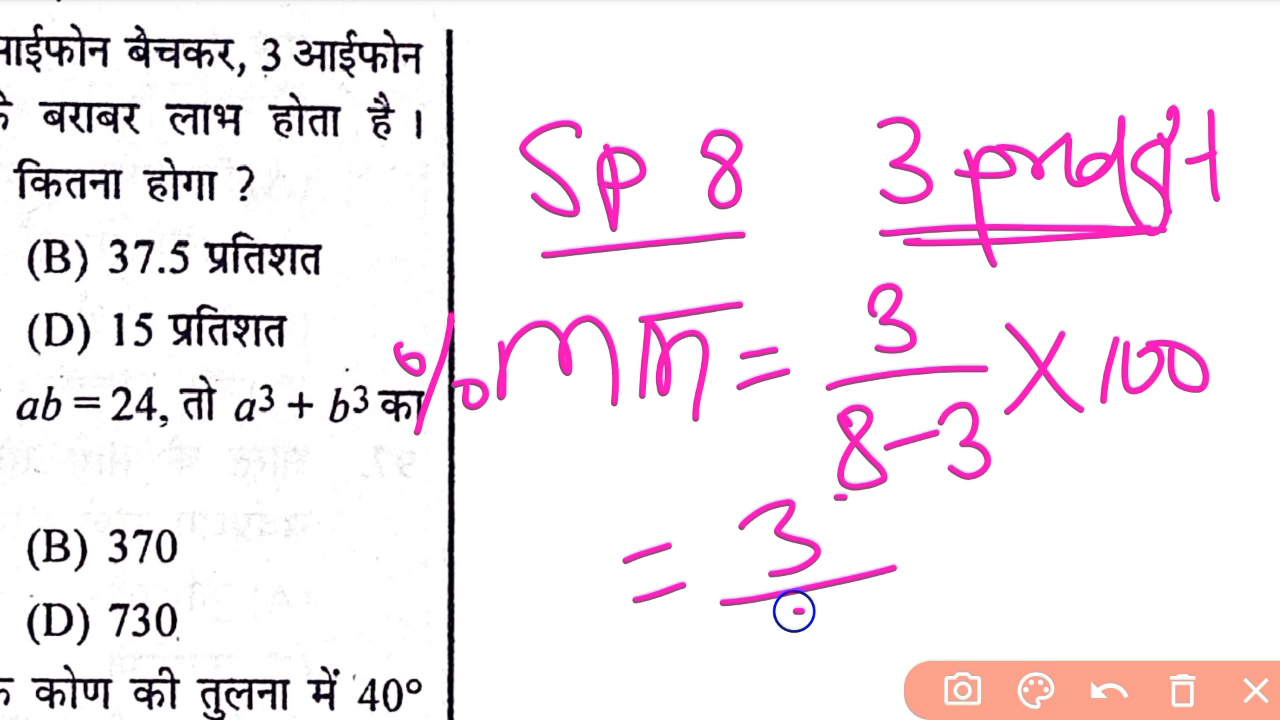 आईफोन बेचकर, 3 आईफोन
के बराबर लाभ होता है।
कितना होगा ?
(B) 37.5 प्रतिशत
(D) 15 प्रतिशत
ab = 24, तो a³ + b³ का
(B) 370
(D) 730
कोण की तुलना में 40°
SP 8 3 profit
% = 3
8-3 × 100
= 3